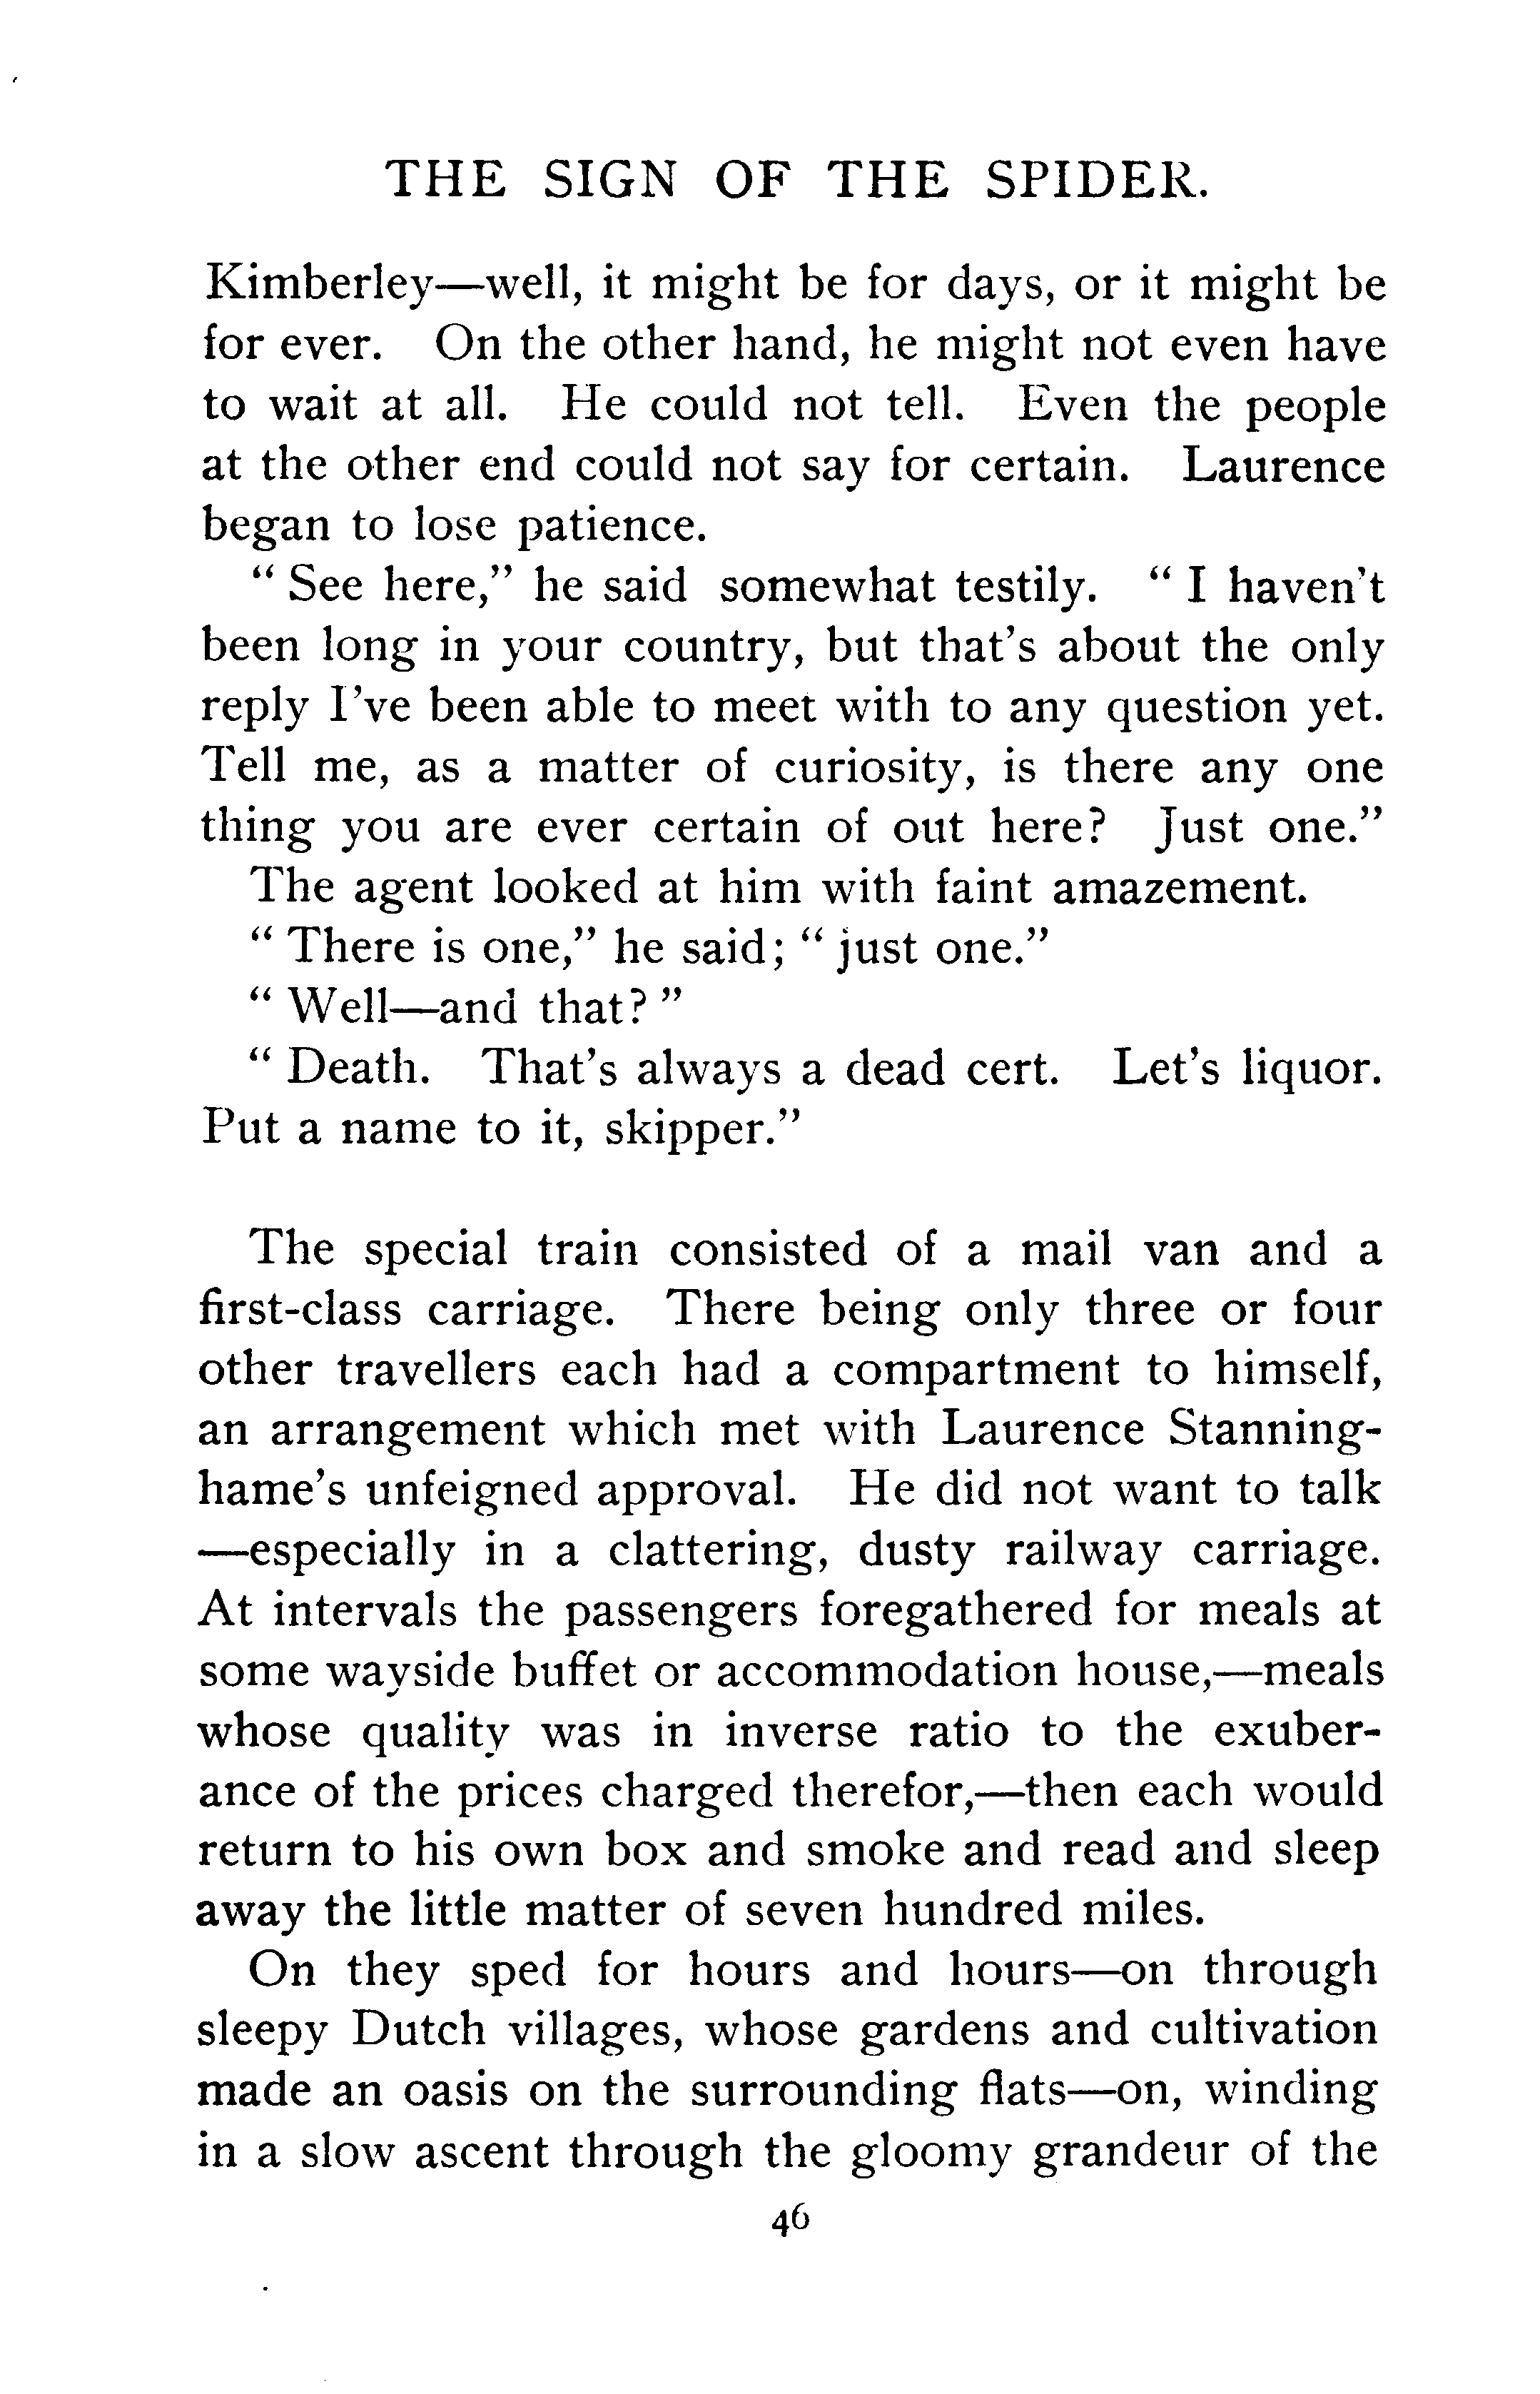 THE SIGN OF THE SPIDER.
Kimberley—well, it might be for days, or it might be
for ever. On the other hand, he might not even have
to wait at all. He could not tell. Even the people
at the other end could not say for certain. Laurence
began to lose patience.
“ See here,” he said somewhat testily. “ I haven’t
been long in your country, but that’s about the only
reply I’ve been able to meet with to any question yet.
Tell me, as a matter of curiosity, is there any one
thing you are ever certain of out here? Just one.”
The agent looked at him with faint amazement.
“ There is one,” he said; “ just one.”
“ Well—and that? ”
“ Death. That’s always a dead cert. Let’s liquor.
Put a name to it, skipper.”
The special train consisted of a mail van and a
first-class carriage. There being only three or four
other travellers each had a compartment to himself,
an arrangement which met with Laurence Stanning-
hame’s unfeigned approval. He did not want to talk
—especially in a clattering, dusty railway carriage.
At intervals the passengers foregathered for meals at
some wayside buffet or accommodation house,—meals
whose quality was in inverse ratio to the exuber-
ance of the prices charged therefor,—then each would
return to his own box and smoke and read and sleep
away the little matter of seven hundred miles.
On they sped for hours and hours—on through
sleepy Dutch villages, whose gardens and cultivation
made an oasis on the surrounding flats—on, winding
in a slow ascent through the gloomy grandeur of the
46